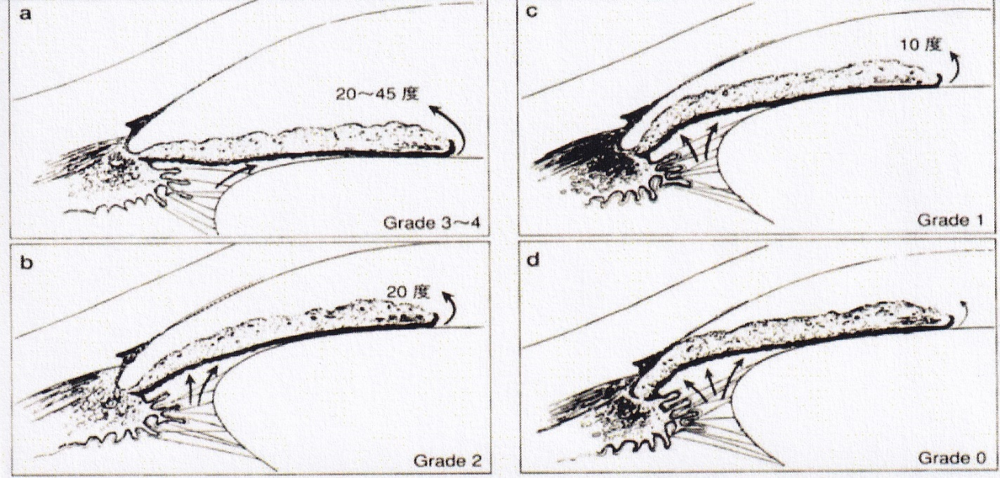 a
20～45 度
Grade 3～4
b
20 度
Grade 2
c
10 度
Grade 1
d
Grade 0